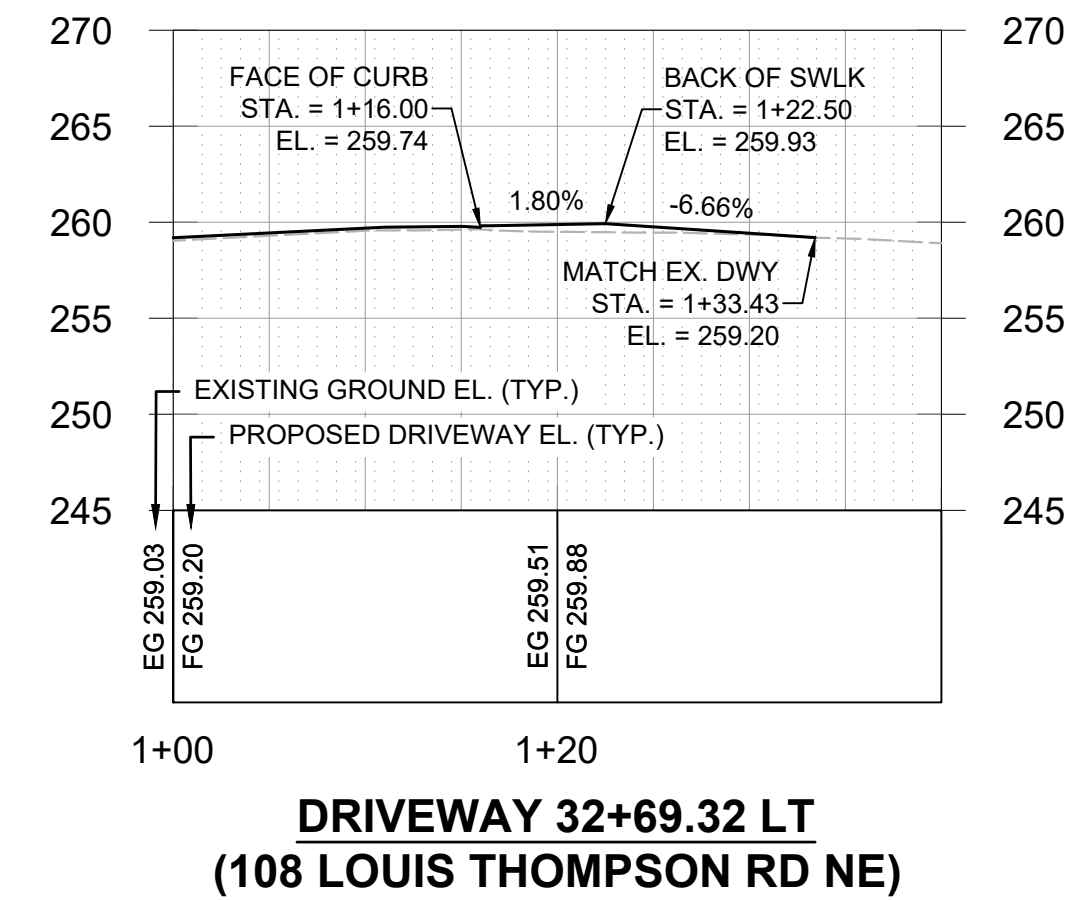 270
270
FACE OF CURB
STA. = 1+16.00
EL. = 259.74
BACK OF SWLK
STA. = 1+22.50
EL. = 259.93
265
265
1.80%
-6.66%
260
260
MATCH EX. DWY
STA. = 1+33.43
EL. = 259.20
255
255
EXISTING GROUND EL. (TYP.)
250
250
PROPOSED DRIVEWAY EL. (TYP.)
245
245
EG 259.03
FG 259.20
EG 259.51
FG 259.88
1+00
1+20
DRIVEWAY 32+69.32 LT
(108 LOUIS THOMPSON RD NE)